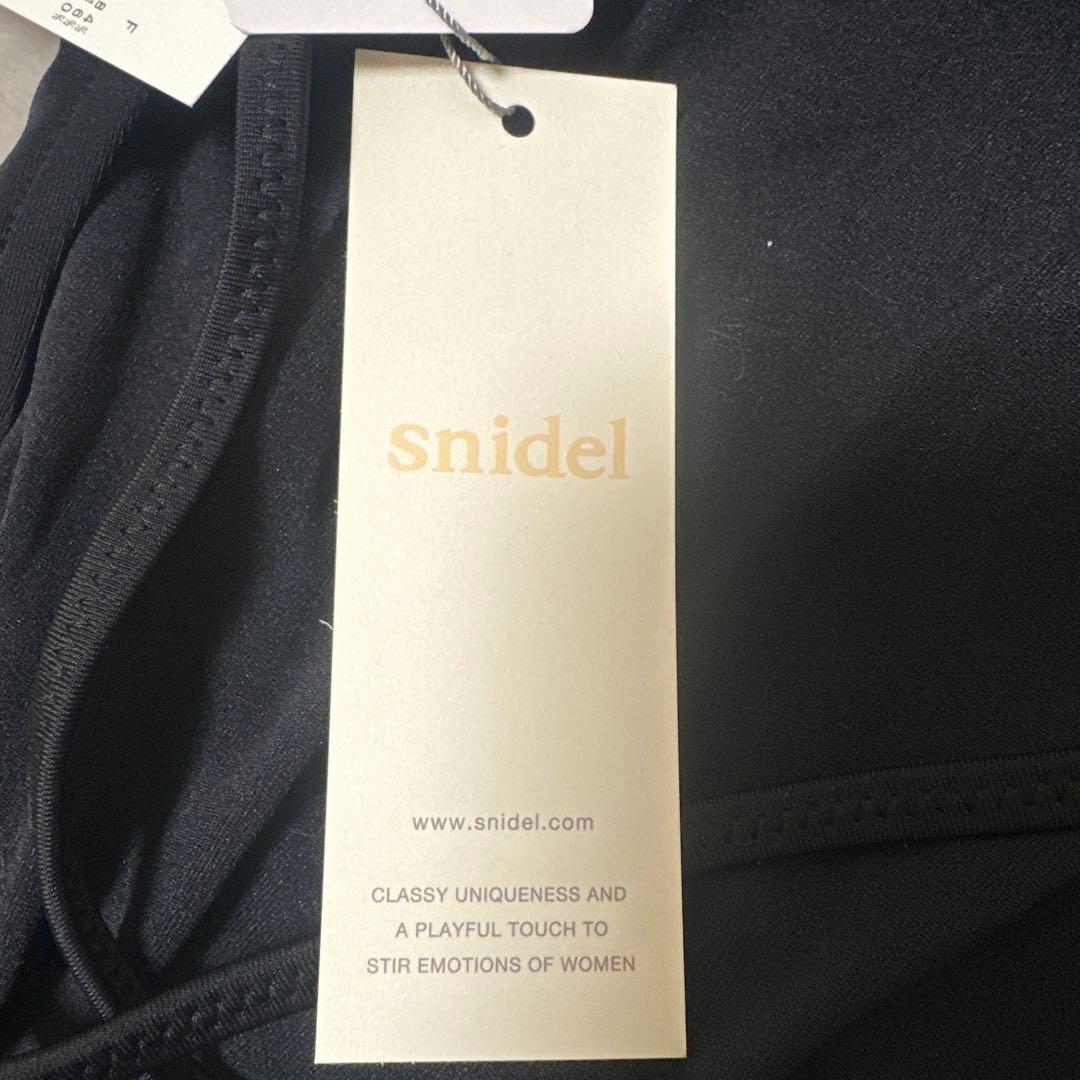 F
snidel
www.snidel.com
CLASSY UNIQUENESS AND
A PLAYFUL TOUCH TO
STIR EMOTIONS OF WOMEN